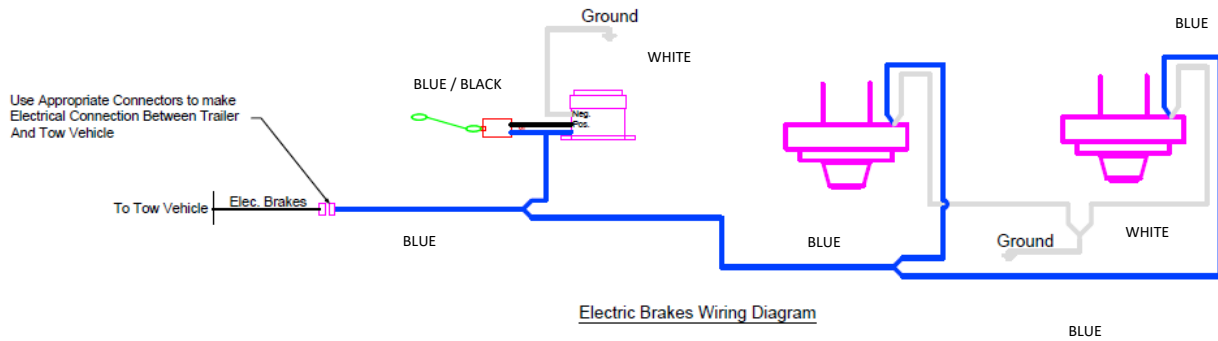 Ground
BLUE
WHITE
BLUE / BLACK
Use Appropriate Connectors to make
Electrical Connection Between Trailer
And Tow Vehicle
Neg.
Pos.
To Tow Vehicle
Elec. Brakes
BLUE
BLUE
Ground
WHITE
Electric Brakes Wiring Diagram
BLUE